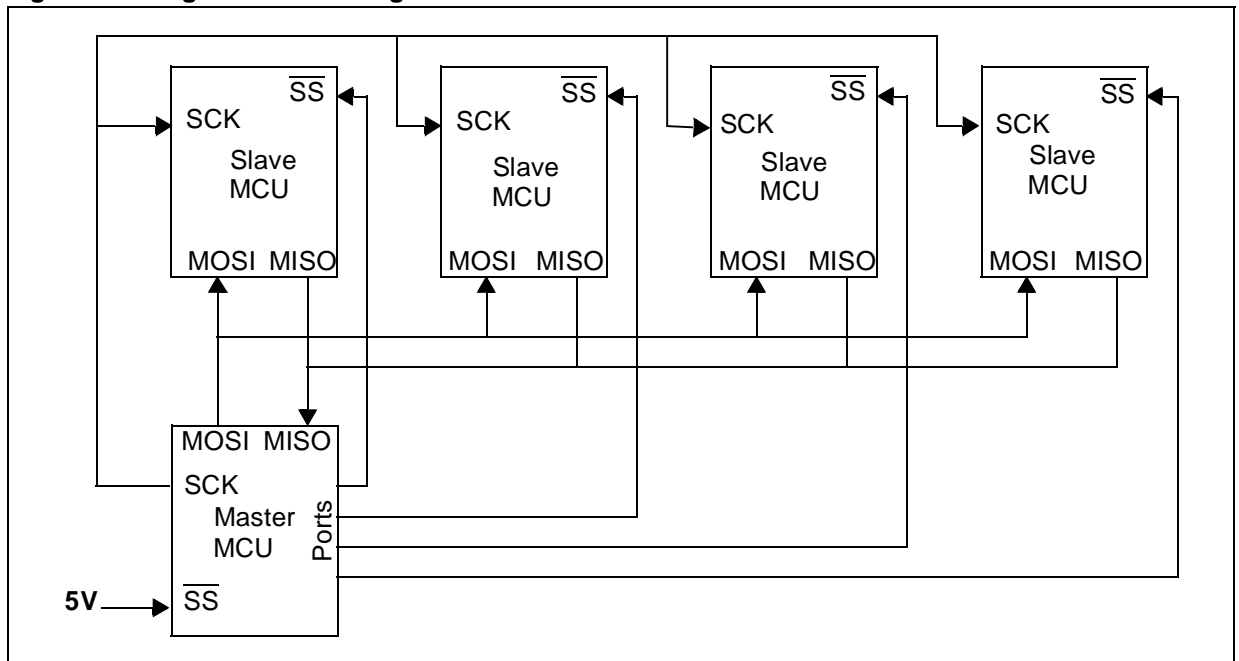 SS SS SS SS
SCK SCK SCK SCK
Slave Slave Slave Slave
MCU MCU MCU MCU
MOSI MISO MOSI MISO MOSI MISO MOSI MISO
MOSI MISO
SCK
Master
MCU
Ports
5V SS